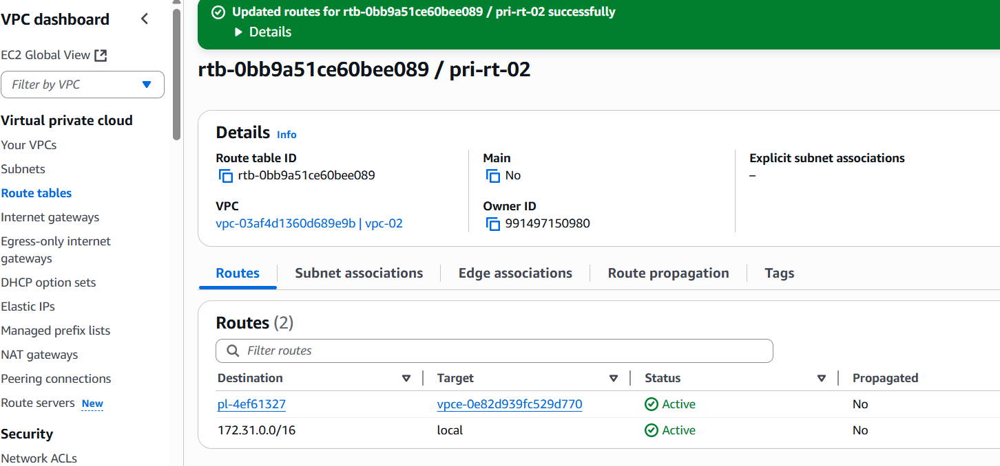 VPC dashboard
EC2 Global View
Filter by VPC
Virtual private cloud
Your VPCs
Subnets
Route tables
Internet gateways
Egress-only internet
gateways
DHCP option sets
Elastic IPs
Managed prefix lists
NAT gateways
Peering connections
Route servers New
Security
Network ACLs
Updated routes for rtb-0bb9a51ce60bee089 / pri-rt-02 successfully
Details
rtb-0bb9a51ce60bee089 / pri-rt-02
Details Info
Route table ID
rtb-0bb9a51ce60bee089
VPC
vpc-03af4d1360d689e9b | vpc-02
Main
No
Owner ID
991497150980
Explicit subnet associations
–
Routes Subnet associations Edge associations Route propagation Tags
Routes (2)
Filter routes
Destination Target Status Propagated
pl-4ef61327 vpce-0e82d939fc529d770 Active No
172.31.0.0/16 local Active No